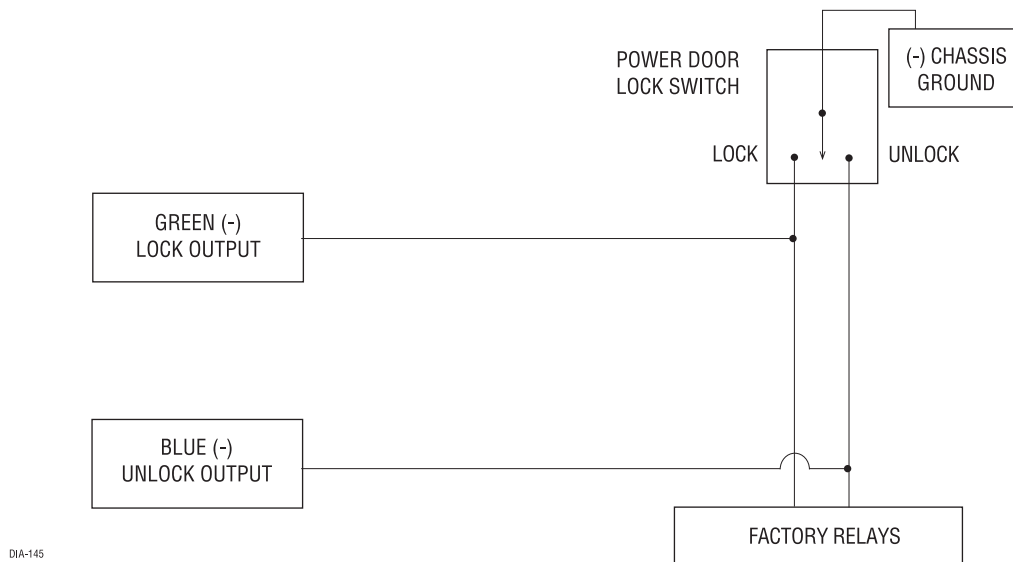 POWER DOOR
LOCK SWITCH
(-) CHASSIS
GROUND
LOCK
UNLOCK
GREEN (-)
LOCK OUTPUT
BLUE (-)
UNLOCK OUTPUT
FACTORY RELAYS
DIA-145